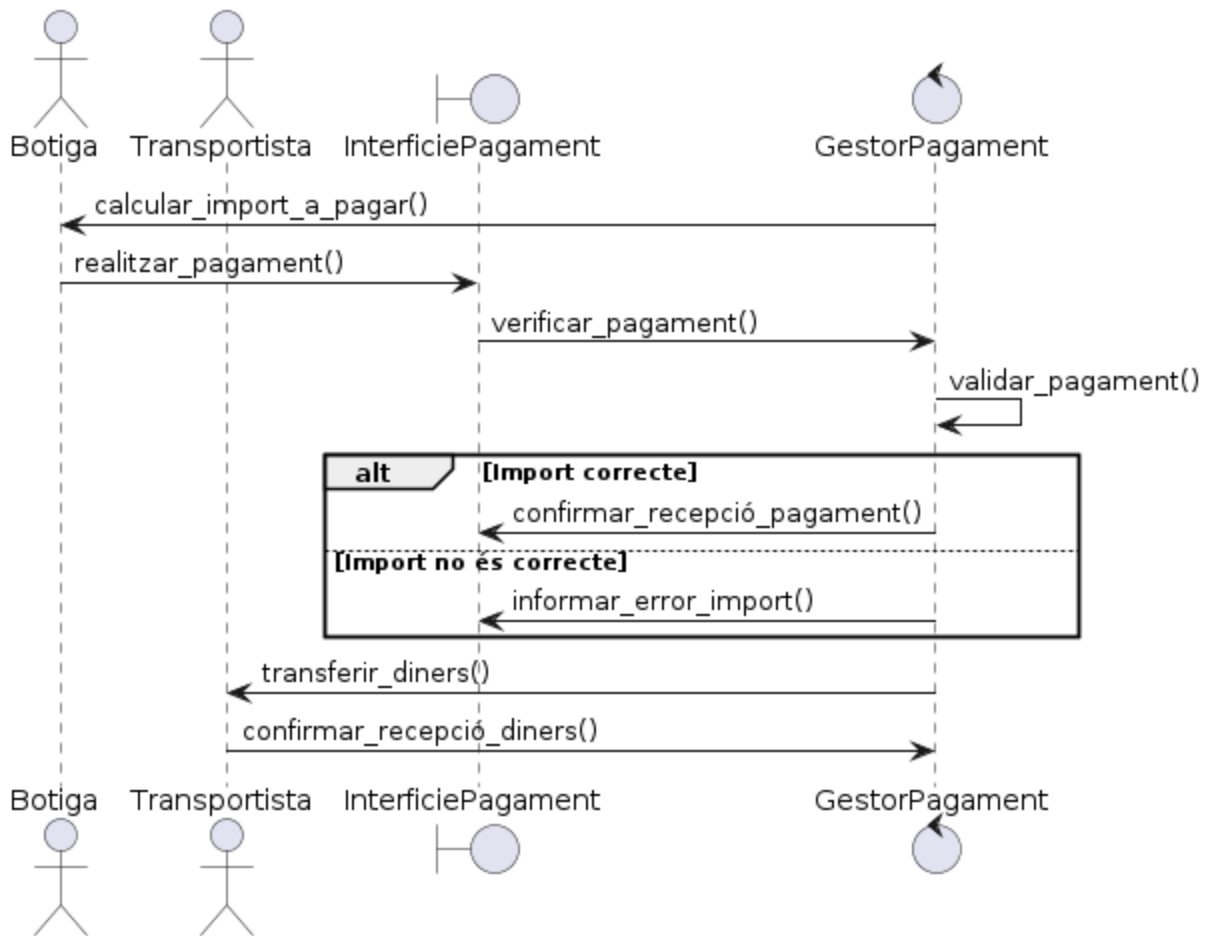 Botiga Transportista InterficiePagament GestorPagament
calcular_import_a_pagar()
realitzar_pagament()
verificar_pagament()
validar_pagament()
alt [Import correcte]
confirmar_recepció_pagament()
[Import no és correcte]
informar_error_import()
transferir_diners()
confirmar_recepció_diners()
Botiga Transportista InterficiePagament GestorPagament